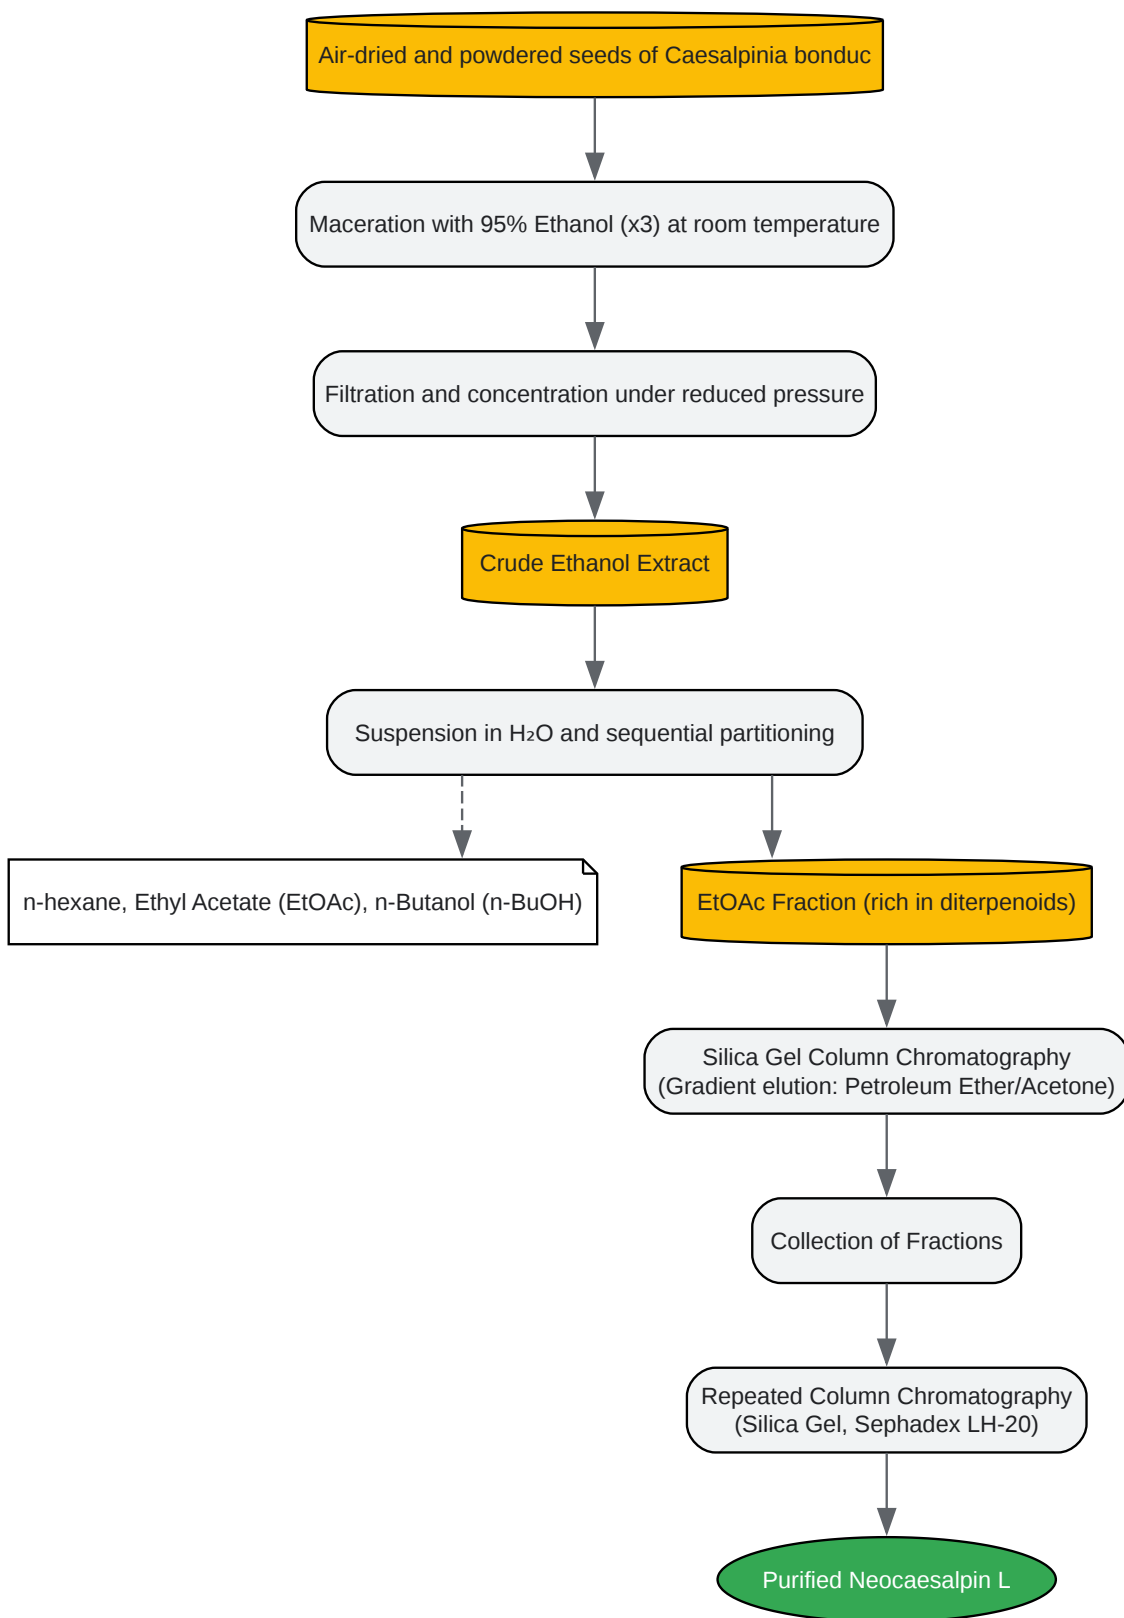 Air-dried and powdered seeds of Caesalpinia bonduc
Maceration with 95% Ethanol (x3) at room temperature
Filtration and concentration under reduced pressure
Crude Ethanol Extract
Suspension in H₂O and sequential partitioning
n-hexane, Ethyl Acetate (EtOAc), n-Butanol (n-BuOH)
EtOAc Fraction (rich in diterpenoids)
Silica Gel Column Chromatography
(Gradient elution: Petroleum Ether/Acetone)
Collection of Fractions
Repeated Column Chromatography
(Silica Gel, Sephadex LH-20)
Purified Neocaesalpin L